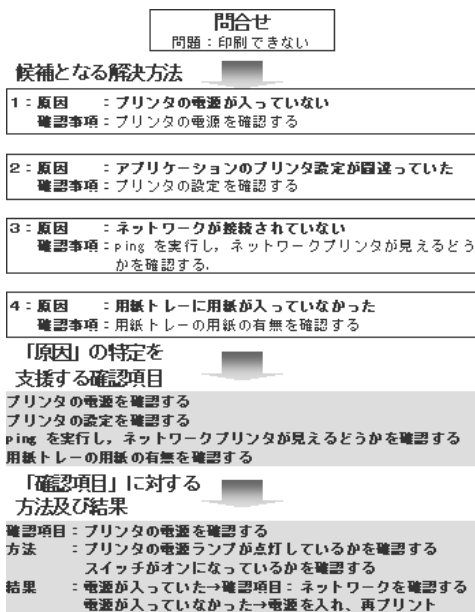 問合せ
問題：印刷できない
候補となる解決方法
1：原因　：プリンタの電源が入っていない
確認事項：プリンタの電源を確認する
2：原因　：アプリケーションのプリンタ設定が間違っていた
確認事項：プリンタの設定を確認する
3：原因　：ネットワークが接続されていない
確認事項：ping を実行し，ネットワークプリンタが見えるどう
かを確認する．
4：原因　：用紙トレーに用紙が入っていなかった
確認事項：用紙トレーの用紙の有無を確認する
「原因」の特定を
支援する確認項目
プリンタの電源を確認する
プリンタの設定を確認する
ping を実行し，ネットワークプリンタが見えるどうかを確認する
用紙トレーの用紙の有無を確認する
「確認項目」に対する
方法及び結果
確認項目：プリンタの電源を確認する
方法　：プリンタの電源ランプが点灯しているかを確認する
スイッチがオンになっているかを確認する
結果　：電源が入っていた→確認項目：ネットワークを確認する
電源が入っていなかった→電源を入れ、再プリント